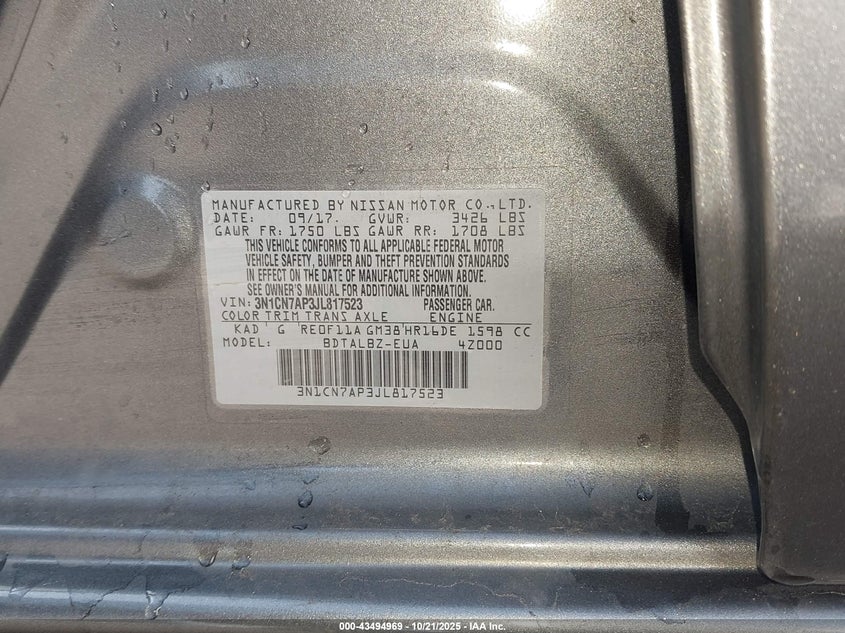 MANUFACTURED BY NISSAN MOTOR CO.,LTD.
DATE: 09/17. GVWR: 3426 LBS
GAWR FR: 1750 LBS GAWR RR: 1708 LBS
THIS VEHICLE CONFORMS TO ALL APPLICABLE FEDERAL MOTOR
VEHICLE SAFETY, BUMPER AND THEFT PREVENTION STANDARDS
IN EFFECT ON THE DATE OF MANUFACTURE SHOWN ABOVE.
SEE OWNER'S MANUAL FOR ADDITIONAL INFORMATION.
VIN: 3N1CN7AP3JL817523 PASSENGER CAR.
COLOR TRIM TRANS AXLE ENGINE
KAD G RE0F11A GM38 HR16DE 1598 CC
MODEL: BDTALBZ-EUA 4Z000
3N1CN7AP3JL817523
000-43494969 - 10/21/2025 - IAA Inc.